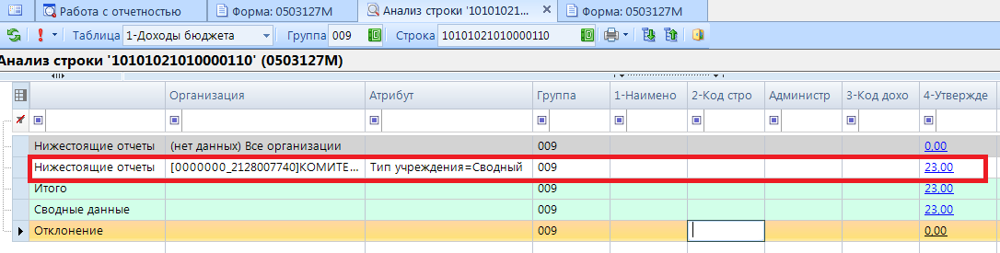 Работа с отчетностью Форма: 0503127М Анализ строки '10101021... Форма: 0503127М
Таблица 1-Доходы бюджета Группа 009 Строка 10101021010000110
Анализ строки '10101021010000110' (0503127М)
Организация Атрибут Группа 1-Наимено 2-Код стро Администр 3-Код дохо 4-Утвержде
Нижестоящие отчеты (нет данных) Все организации 009 0,00
Нижестоящие отчеты [0000000_2128007740]КОМИТЕ... Тип учреждения=Сводный 009 23,00
Итого 009 23,00
Сводные данные 009 23,00
Отклонение 009 0,00